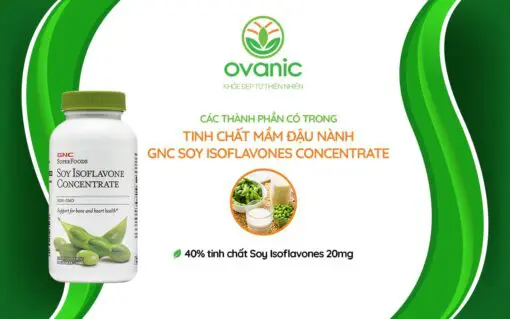 ovanic
KHỎE ĐẸP TỪ THIÊN NHIÊN
CÁC THÀNH PHẦN CÓ TRONG
TINH CHẤT MẦM ĐẬU NÀNH
GNC SOY ISOFLAVONES CONCENTRATE
GNC
SUPERFOODS
SOY ISOFLAVONE
CONCENTRATE
NON-GMO
Support for bone and heart health*
40% tinh chất Soy Isoflavones 20mg